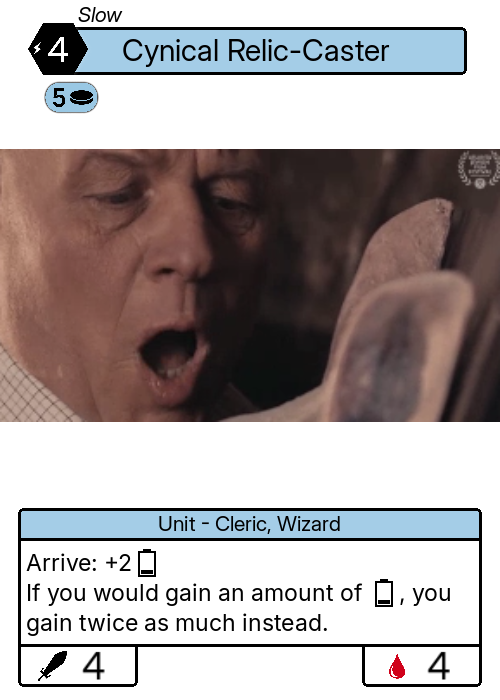 Slow
4 Cynical Relic-Caster
5
Unit - Cleric, Wizard
Arrive: +2
If you would gain an amount of , you
gain twice as much instead.
4 4